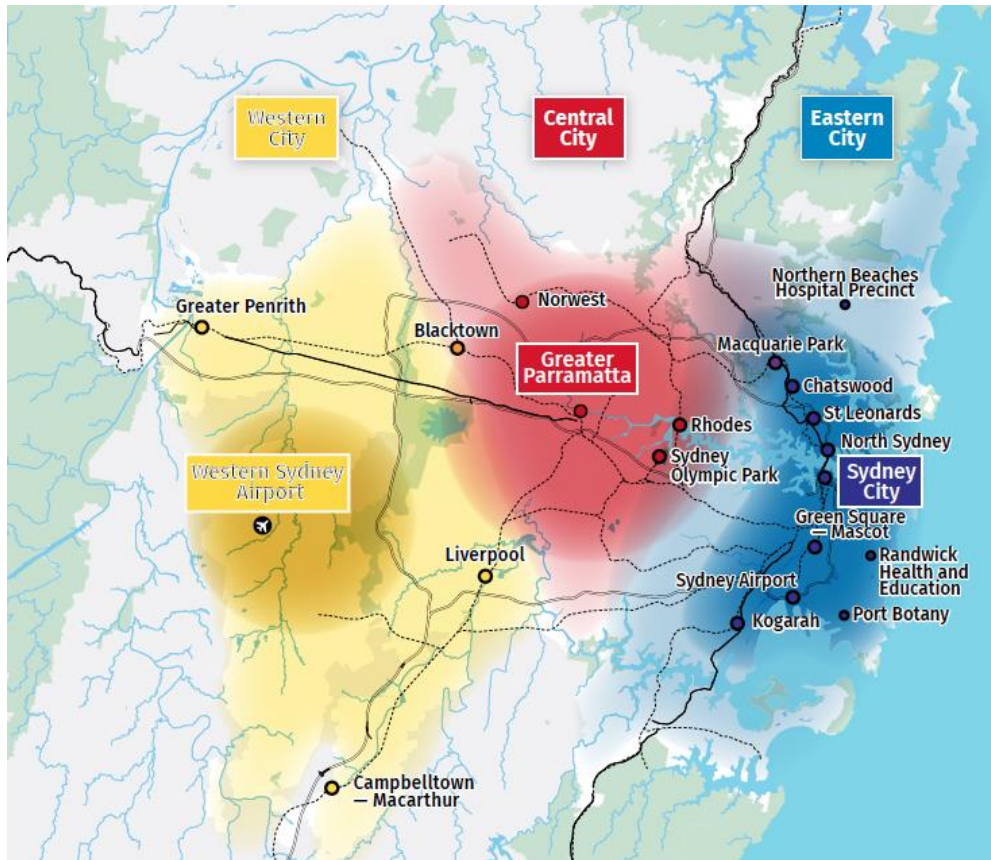 Western
City
Central
City
Eastern
City
Northern Beaches
Hospital Precinct
Greater Penrith
Norwest
Blacktown
Greater
Parramatta
Macquarie Park
Chatswood
St Leonards
Rhodes
North Sydney
Sydney
Olympic Park
Sydney
City
Western Sydney
Airport
Green Square
— Mascot
Liverpool
Randwick
Health and
Education
Sydney Airport
Kogarah
Port Botany
Campbelltown
— Macarthur